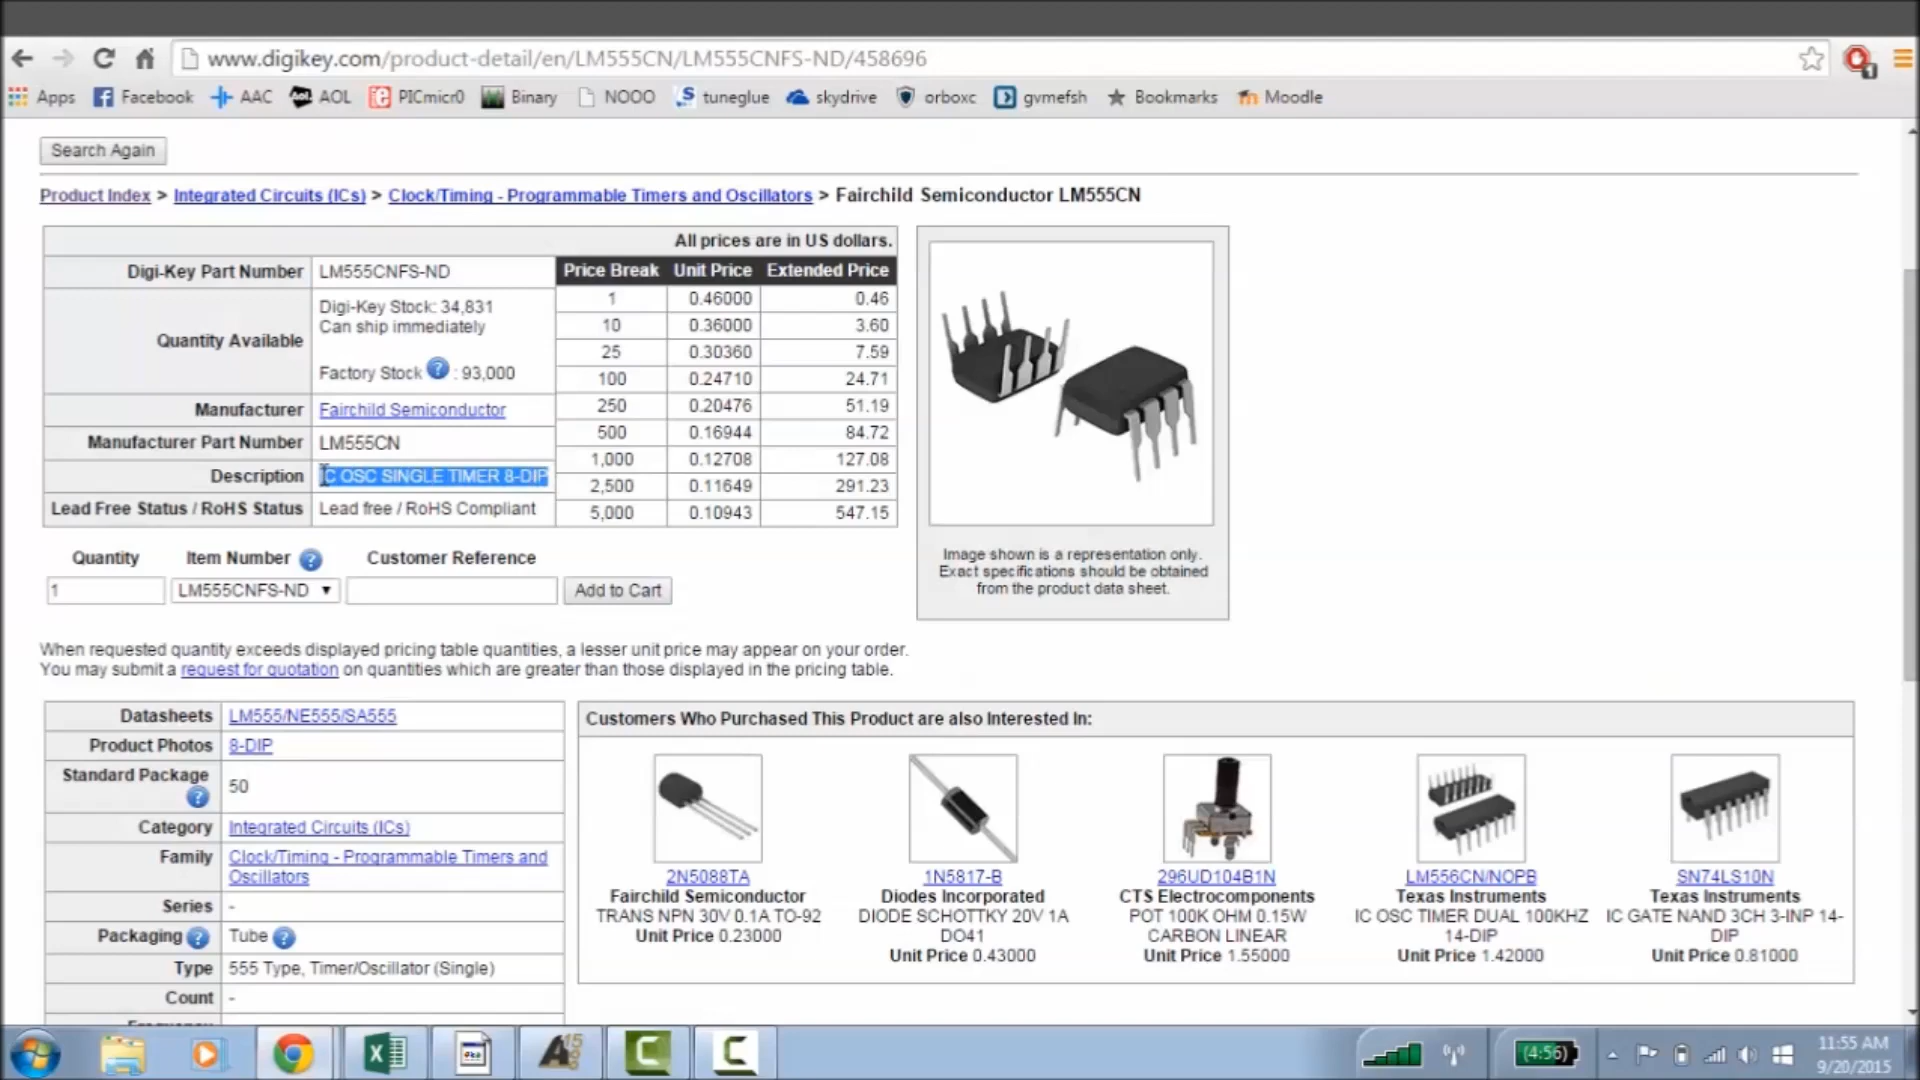 www.digikey.com/product-detail/en/LM555CN/LM555CNFS-ND/458696
1
Apps Facebook AAC AOL PICmicr0 Binary NOOO tuneglue skydrive orboxc gvmefsh Bookmarks Moodle
Search Again
Product Index > Integrated Circuits (ICs) > Clock/Timing - Programmable Timers and Oscillators > Fairchild Semiconductor LM555CN
All prices are in US dollars.
Digi-Key Part Number LM555CNFS-ND
Quantity Available
Digi-Key Stock: 34,831
Can ship immediately
Factory Stock ? : 93,000
Manufacturer Fairchild Semiconductor
Manufacturer Part Number LM555CN
Description IC OSC SINGLE TIMER 8-DIP
Lead Free Status / RoHS Status Lead free / RoHS Compliant
Price Break Unit Price Extended Price
1 0.46000 0.46
10 0.36000 3.60
25 0.30360 7.59
100 0.24710 24.71
250 0.20476 51.19
500 0.16944 84.72
1,000 0.12708 127.08
2,500 0.11649 291.23
5,000 0.10943 547.15
Image shown is a representation only.
Exact specifications should be obtained
from the product data sheet.
Quantity Item Number ? Customer Reference
1 LM555CNFS-ND Add to Cart
When requested quantity exceeds displayed pricing table quantities, a lesser unit price may appear on your order.
You may submit a request for quotation on quantities which are greater than those displayed in the pricing table.
Datasheets LM555/NE555/SA555
Product Photos 8-DIP
Standard Package ? 50
Category Integrated Circuits (ICs)
Family Clock/Timing - Programmable Timers and
Oscillators
Series -
Packaging ? Tube ?
Type 555 Type, Timer/Oscillator (Single)
Count -
Customers Who Purchased This Product are also Interested In:
2N5088TA
Fairchild Semiconductor
TRANS NPN 30V 0.1A TO-92
Unit Price 0.23000
1N5817-B
Diodes Incorporated
DIODE SCHOTTKY 20V 1A
DO41
Unit Price 0.43000
296UD104B1N
CTS Electrocomponents
POT 100K OHM 0.15W
CARBON LINEAR
Unit Price 1.55000
LM556CN/NOPB
Texas Instruments
IC OSC TIMER DUAL 100KHZ
14-DIP
Unit Price 1.42000
SN74LS10N
Texas Instruments
IC GATE NAND 3CH 3-INP 14-
DIP
Unit Price 0.81000
(4:56)
11:55 AM
9/20/2015